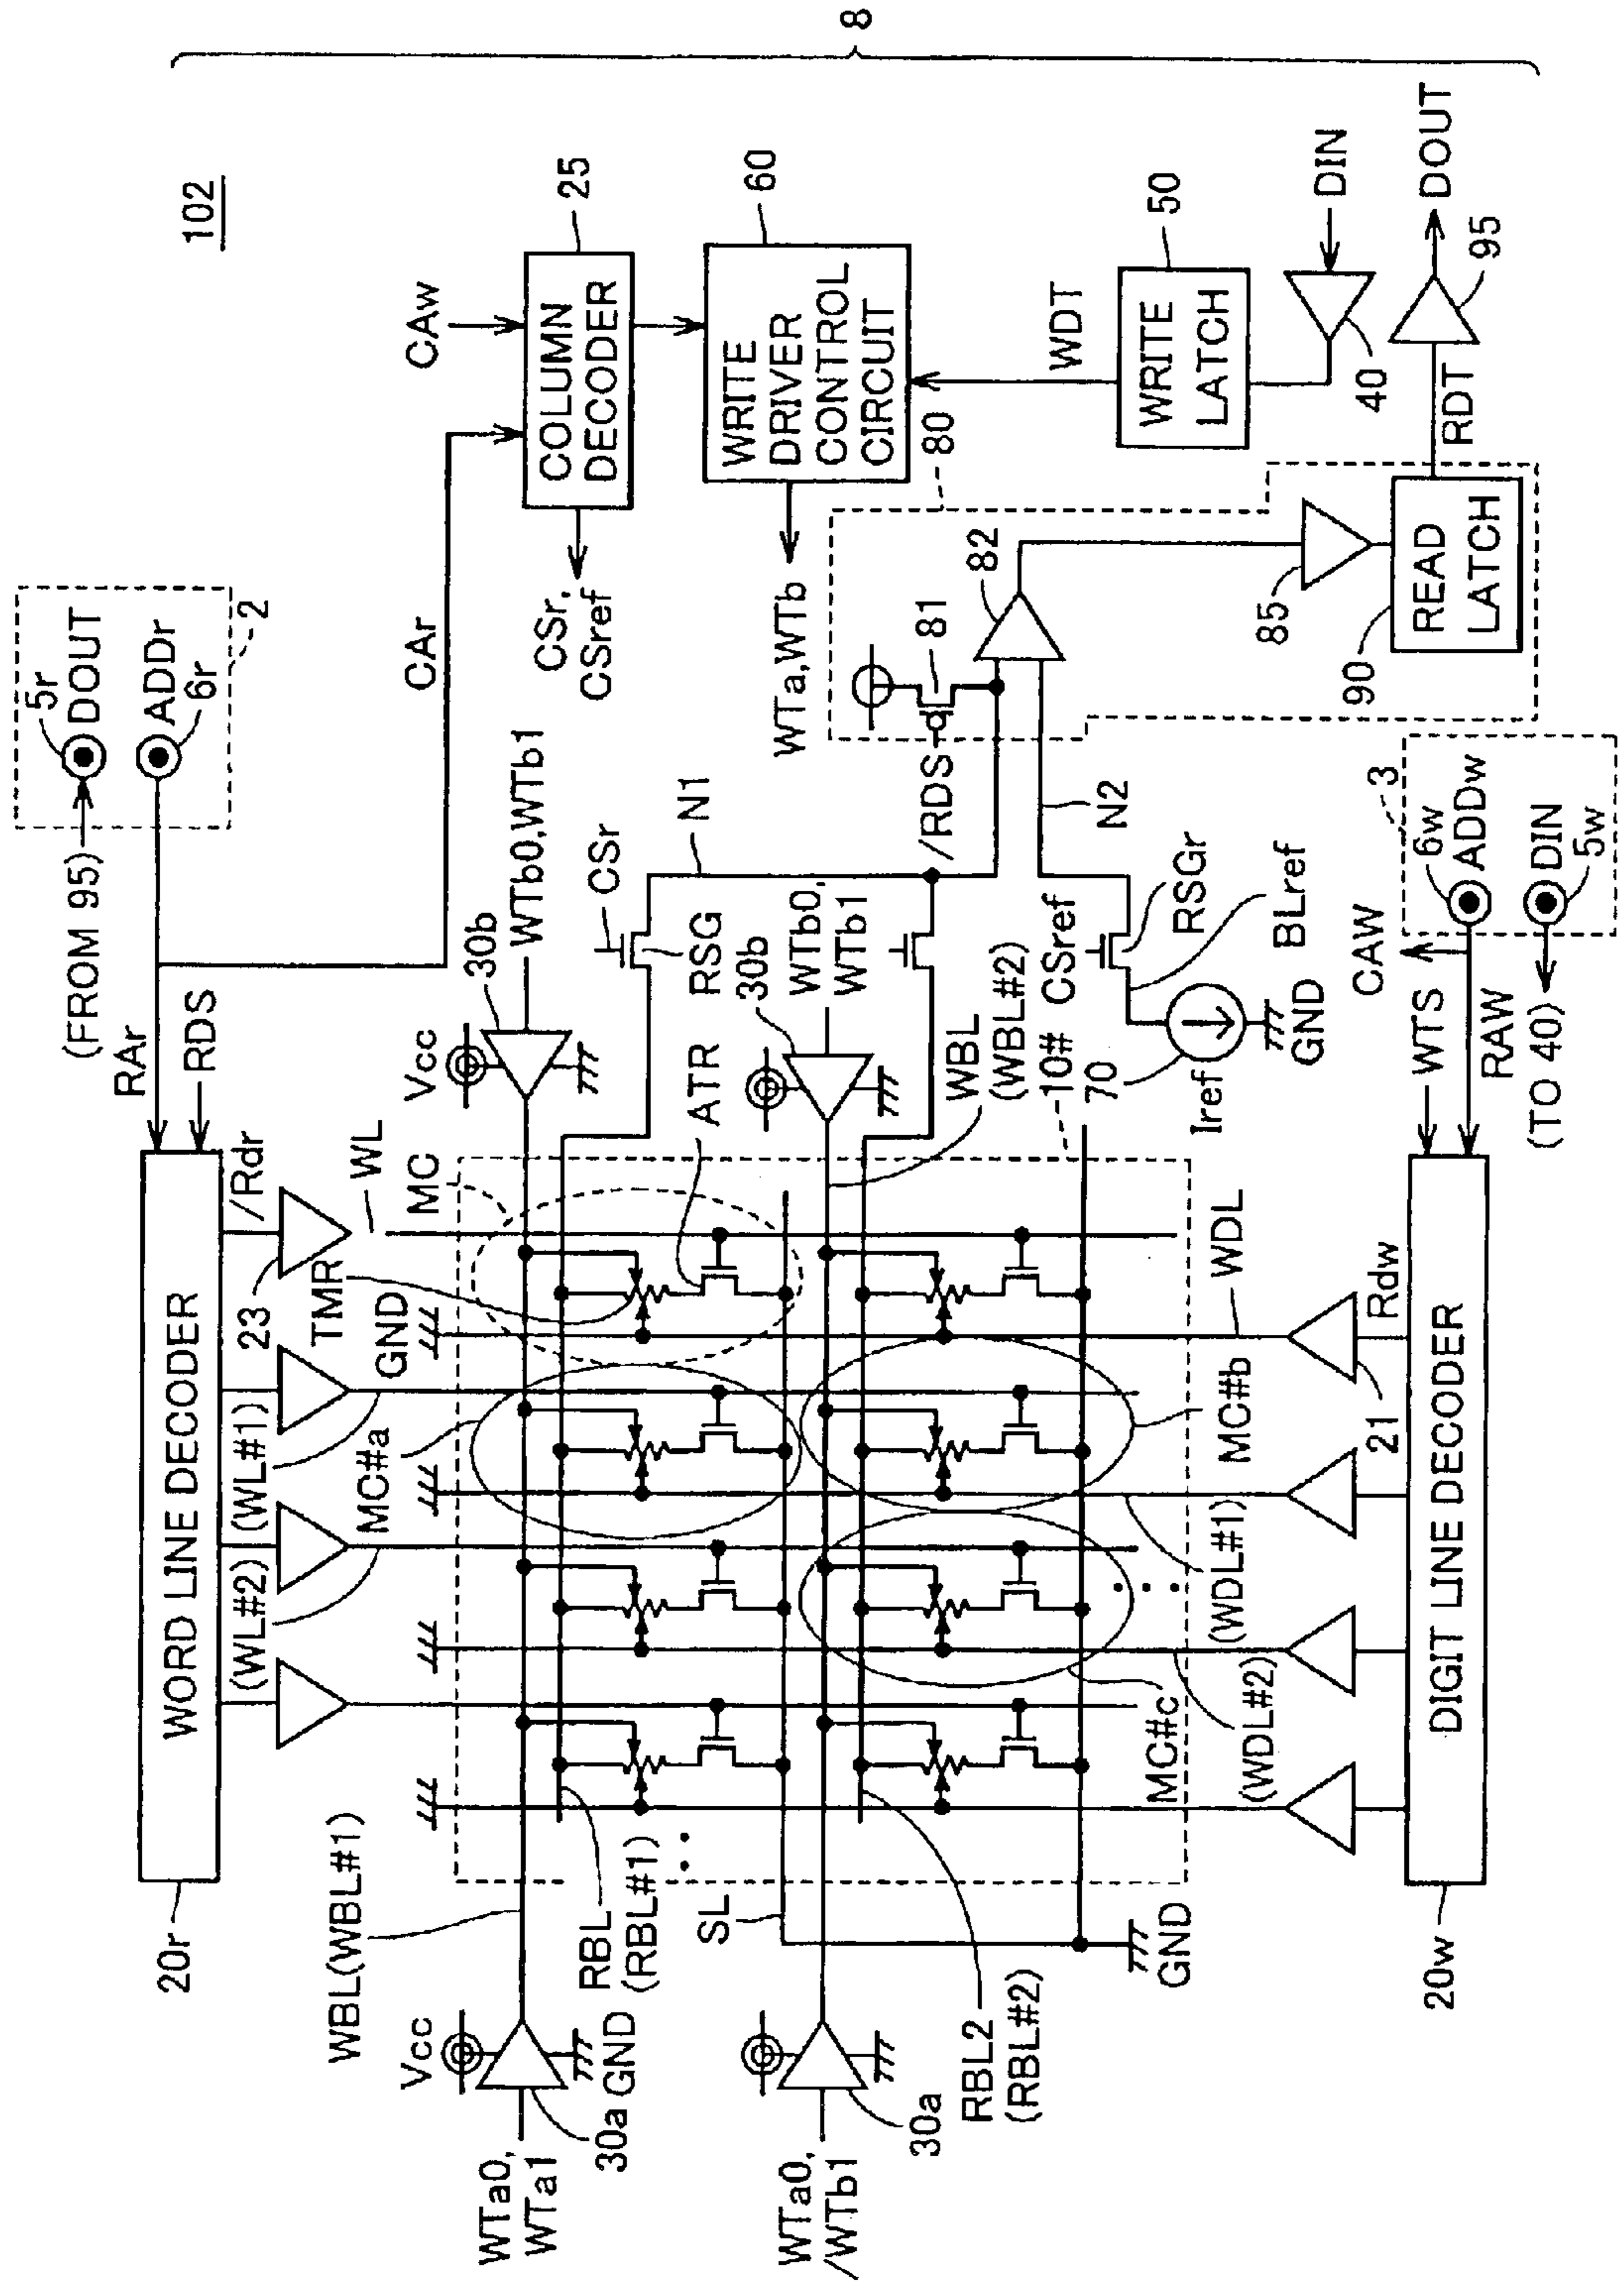 102
8
5r
DOUT
ADDr
6r
2
(FROM 95)
RAr
RDS
CAr
CAw
COLUMN
DECODER
25
CSr,
CSref
WRITE
DRIVER
CONTROL
CIRCUIT
60
WTa,WTb
WDT
WRITE
LATCH
50
DIN
40
DOUT
95
RDT
80
82
81
/RDS
85
READ
LATCH
90
N1
N2
CSr
RSG
RSGr
BLref
CSref
10#
70
Iref
GND
30b
WTb0,WTb1
Vcc
30b
WTb0,
WTb1
WBL
(WBL#2)
ATR
3
6w
ADDw
DIN
5w
CAW
WTS
RAW
(TO 40)
WORD LINE DECODER
20r
/Rdr
23
WL
MC
TMR
GND
(WL#1)
MC#a
(WL#2)
WDL
Rdw
21
MC#b
(WDL#1)
MC#c
(WDL#2)
DIGIT LINE DECODER
20w
WBL(WBL#1)
RBL
(RBL#1)
SL
GND
Vcc
GND
30a
WTa0,
WTa1
RBL2
(RBL#2)
30a
WTa0,
/WTb1